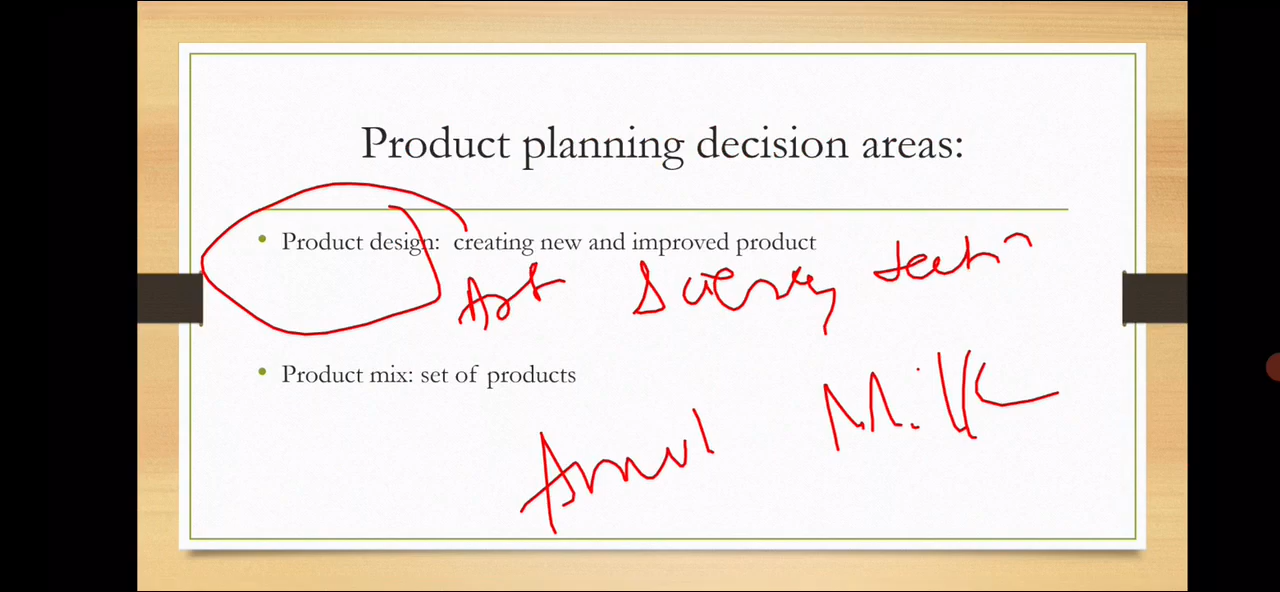 Product planning decision areas:
• Product design: creating new and improved product
Art
• Product mix: set of products
Amul Milk